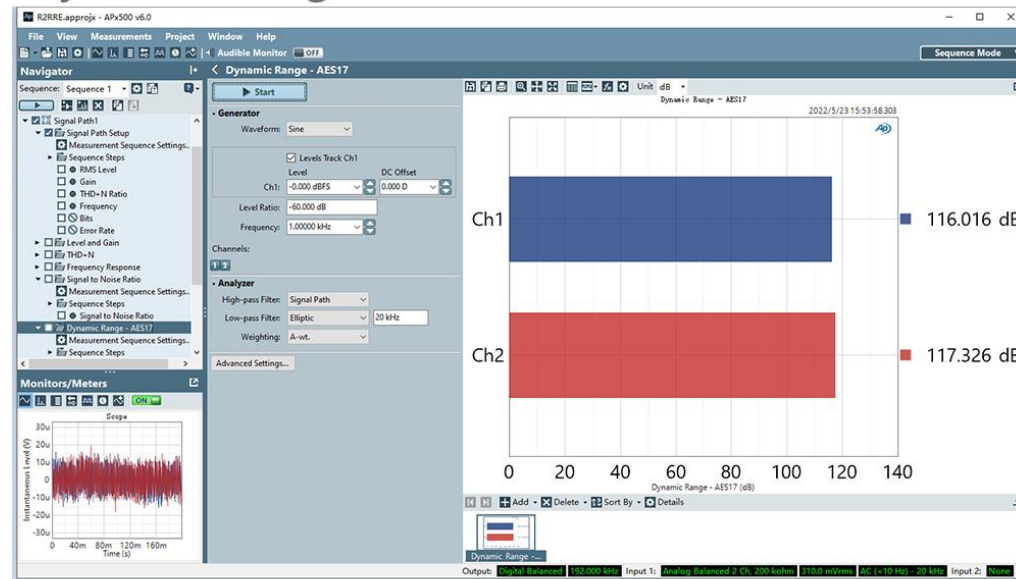 R2RRE.approjx - APx500 v6.0
File View Measurements Project Window Help
Audible Monitor OFF
Sequence Mode
Navigator
Dynamic Range - AES17
Sequence: Sequence 1
Signal Path1
Signal Path Setup
Measurement Sequence Settings...
Sequence Steps
RMS Level
Gain
THD+N Ratio
Frequency
Bits
Error Rate
Level and Gain
THD+N
Frequency Response
Signal to Noise Ratio
Measurement Sequence Settings...
Sequence Steps
Signal to Noise Ratio
Dynamic Range - AES17
Measurement Sequence Settings...
Sequence Steps
Start
Generator
Waveform: Sine
Levels Track Ch1
Level DC Offset
Ch1: -0.000 dBFS 0.000 D
Level Ratio: -60.000 dB
Frequency: 1.00000 kHz
Channels:
1 2
Analyzer
High-pass Filter: Signal Path
Low-pass Filter: Elliptic 20 kHz
Weighting: A-wt.
Advanced Settings...
Unit dB
Dynamic Range - AES17
2022/5/23 15:53:58.303
Ch1 116.016 dB
Ch2 117.326 dB
0 20 40 60 80 100 120 140
Dynamic Range - AES17 (dB)
Add Delete Sort By Details
Dynamic Range -...
Monitors/Meters
ON
Scope
Instantaneous Level (V)
30u
20u
10u
0
-10u
-20u
-30u
0 40m 80m 120m 160m
Time (s)
Output: Digital Balanced 192.000 kHz Input 1: Analog Balanced 2 Ch, 200 kohm 310.0 mVrms AC (<10 Hz) - 20 kHz Input 2: None